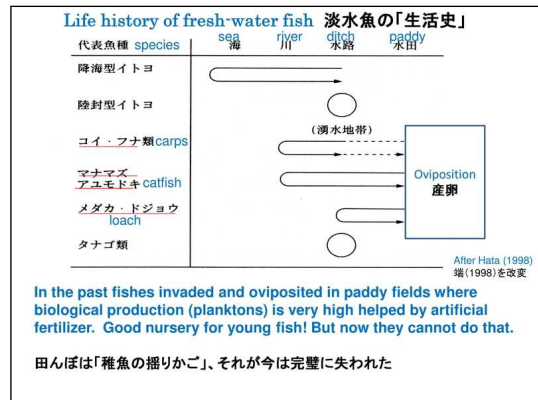 Life history of fresh-water fish 淡水魚の「生活史」
sea river ditch paddy
代表魚種 species 海 川 水路 水田
降海型イトヨ
陸封型イトヨ
(湧水地帯)
コイ・フナ類 carps
マナマズ
アユモドキ catfish
メダカ・ドジョウ
loach
タナゴ類
Oviposition
産卵
After Hata (1998)
端(1998)を改変
In the past fishes invaded and oviposited in paddy fields where
biological production (planktons) is very high helped by artificial
fertilizer. Good nursery for young fish! But now they cannot do that.
田んぼは「稚魚の揺りかご」、それが今は完璧に失われた